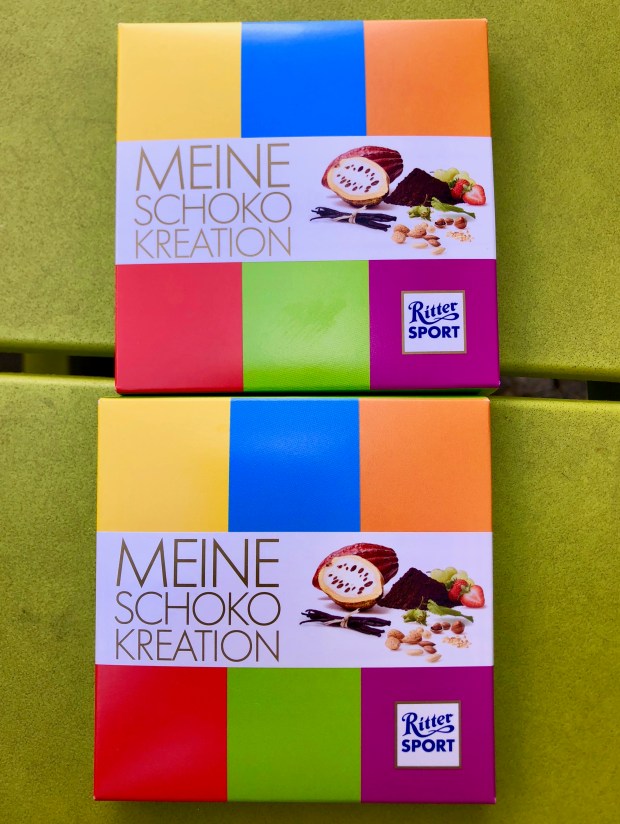 MEINE
SCHOKO
KREATION
Ritter
SPORT
MEINE
SCHOKO
KREATION
Ritter
SPORT